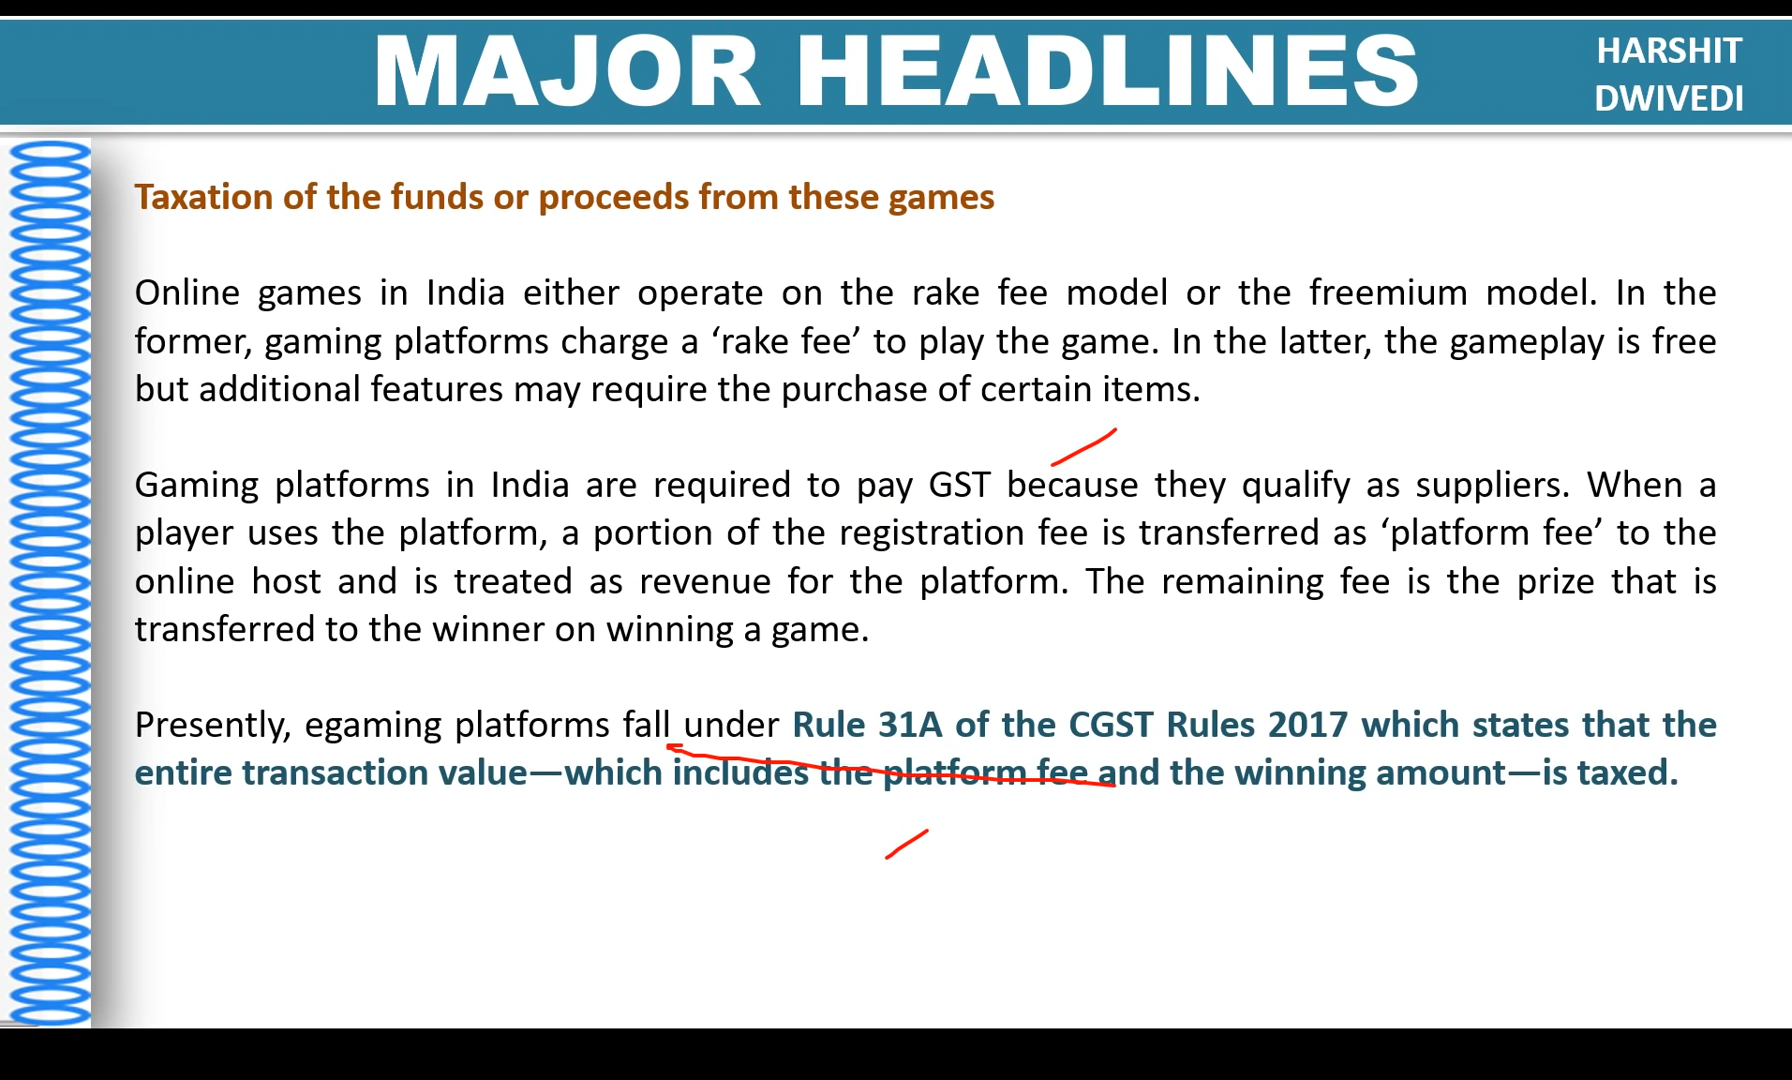 MAJOR HEADLINES
HARSHIT
DWIVEDI
Taxation of the funds or proceeds from these games
Online games in India either operate on the rake fee model or the freemium model. In the
former, gaming platforms charge a ‘rake fee’ to play the game. In the latter, the gameplay is free
but additional features may require the purchase of certain items.
Gaming platforms in India are required to pay GST because they qualify as suppliers. When a
player uses the platform, a portion of the registration fee is transferred as ‘platform fee’ to the
online host and is treated as revenue for the platform. The remaining fee is the prize that is
transferred to the winner on winning a game.
Presently, egaming platforms fall under Rule 31A of the CGST Rules 2017 which states that the
entire transaction value—which includes the platform fee and the winning amount—is taxed.